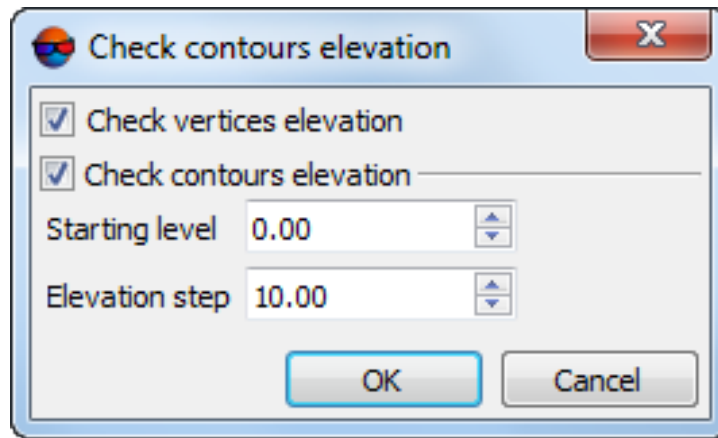 Check contours elevation
Check vertices elevation
Check contours elevation
Starting level 0.00
Elevation step 10.00
OK Cancel